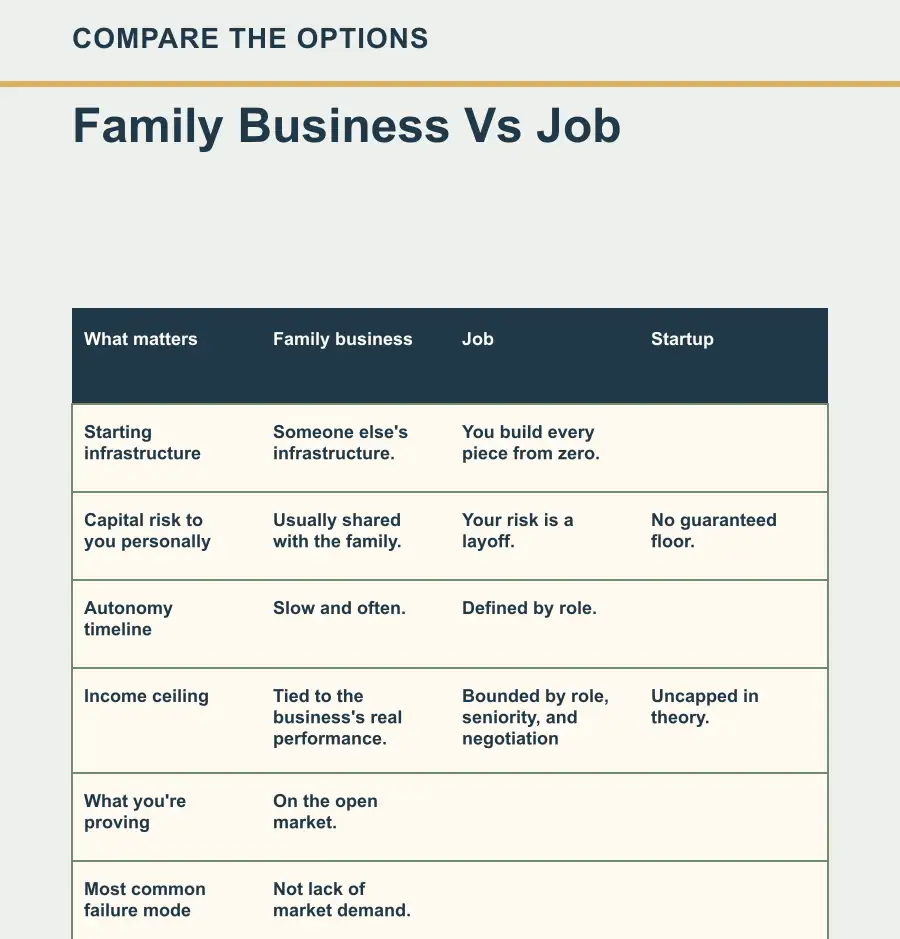 COMPARE THE OPTIONS
Family Business Vs Job
What matters Family business Job Startup
Starting Someone else's You build every
infrastructure infrastructure. piece from zero.
Capital risk to Usually shared Your risk is a No guaranteed
you personally with the family. layoff. floor.
Autonomy Slow and often. Defined by role.
timeline
Income ceiling Tied to the Bounded by role, Uncapped in
business's real seniority, and theory.
performance. negotiation
What you're On the open
proving market.
Most common Not lack of
failure mode market demand.